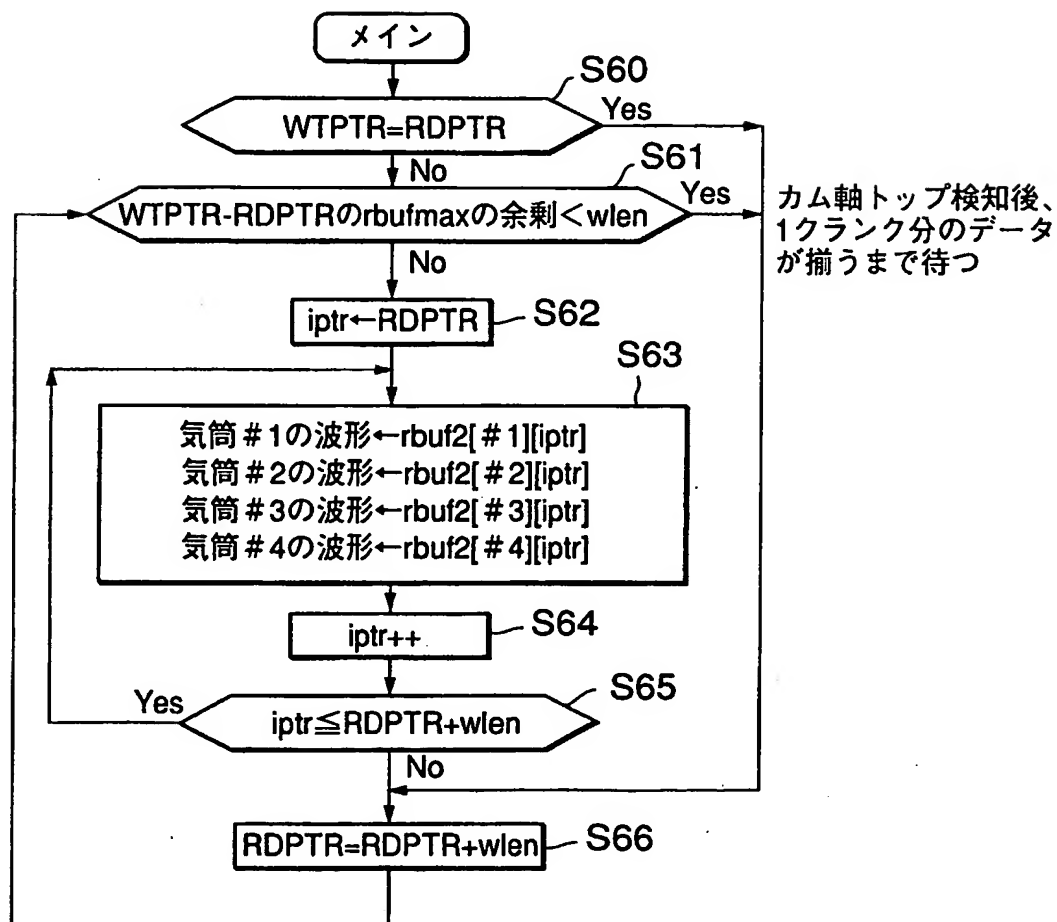 メイン
S60
WTPTR=RDPTR
Yes
No
S61
WTPTR-RDPTRのrbufmaxの余剰<wlen
Yes
カム軸トップ検知後、
1クランク分のデータ
が揃うまで待つ
No
iptr←RDPTR
S62
S63
気筒#1の波形←rbuf2[#1][iptr]
気筒#2の波形←rbuf2[#2][iptr]
気筒#3の波形←rbuf2[#3][iptr]
気筒#4の波形←rbuf2[#4][iptr]
iptr++
S64
Yes
S65
iptr≦RDPTR+wlen
No
RDPTR=RDPTR+wlen
S66